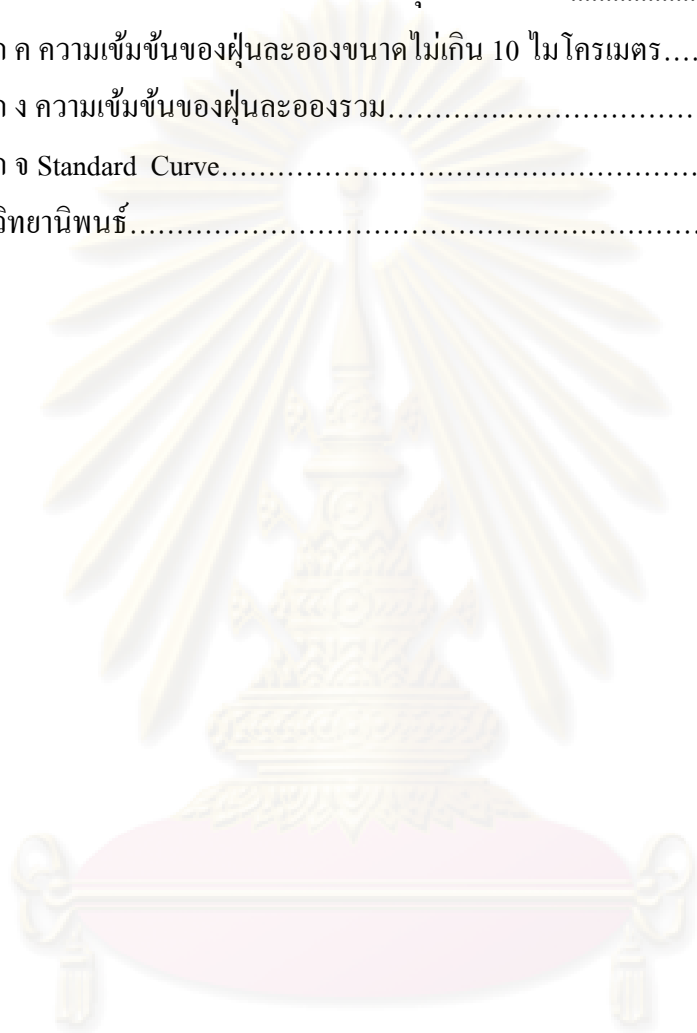 ค ความเข้มข้นของฝุ่นละอองขนาดไม่เกิน 10 ไมโครเมตร....
ง ความเข้มข้นของฝุ่นละอองรวม.................................
จ Standard Curve...................................................
วิทยานิพนธ์.............................................................